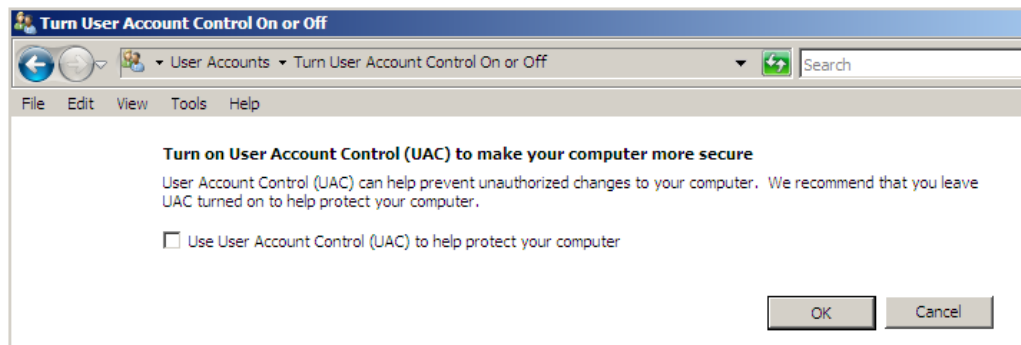 Turn User Account Control On or Off
User Accounts Turn User Account Control On or Off Search
File Edit View Tools Help
Turn on User Account Control (UAC) to make your computer more secure
User Account Control (UAC) can help prevent unauthorized changes to your computer. We recommend that you leave
UAC turned on to help protect your computer.
Use User Account Control (UAC) to help protect your computer
OK Cancel